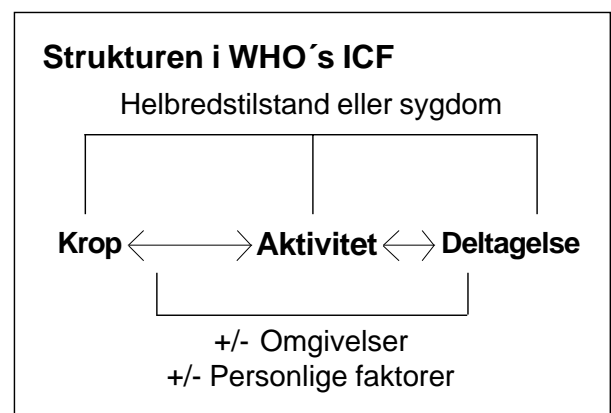 Strukturen i WHO´s ICF
Helbredstilstand eller sygdom
Krop Aktivitet Deltagelse
+/- Omgivelser
+/- Personlige faktorer